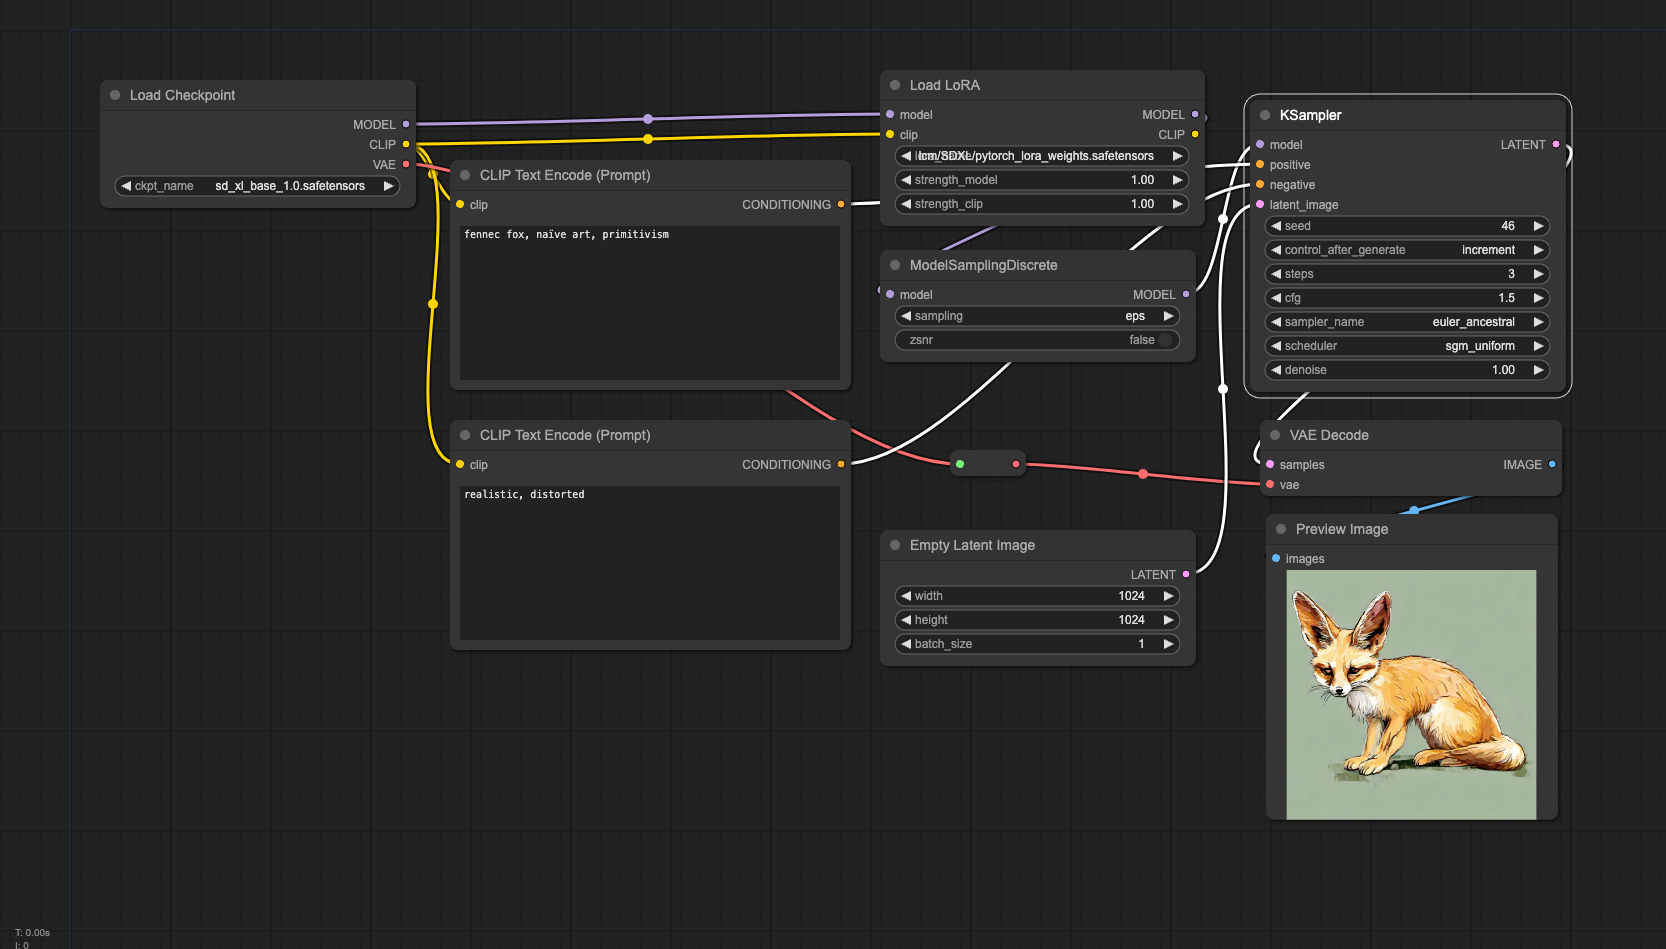 Load Checkpoint
MODEL
CLIP
VAE
ckpt_name sd_xl_base_1.0.safetensors
CLIP Text Encode (Prompt)
clip CONDITIONING
fennec fox, naïve art, primitivism
CLIP Text Encode (Prompt)
clip CONDITIONING
realistic, distorted
Load LoRA
model MODEL
clip CLIP
lcm/SDXL/pytorch_lora_weights.safetensors
strength_model 1.00
strength_clip 1.00
ModelSamplingDiscrete
model MODEL
sampling eps
zsnr false
Empty Latent Image
LATENT
width 1024
height 1024
batch_size 1
KSampler
model LATENT
positive
negative
latent_image
seed 46
control_after_generate increment
steps 3
cfg 1.5
sampler_name euler_ancestral
scheduler sgm_uniform
denoise 1.00
VAE Decode
samples IMAGE
vae
Preview Image
images
T: 0.00s
I: 0